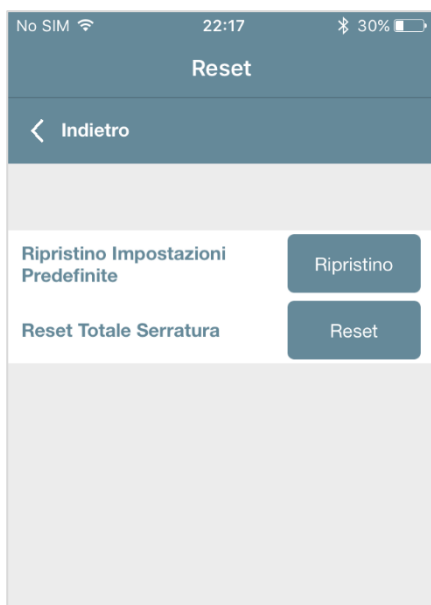 No SIM 22:17 30%
Reset
Indietro
Ripristino Impostazioni
Predefinite
Ripristino
Reset Totale Serratura
Reset